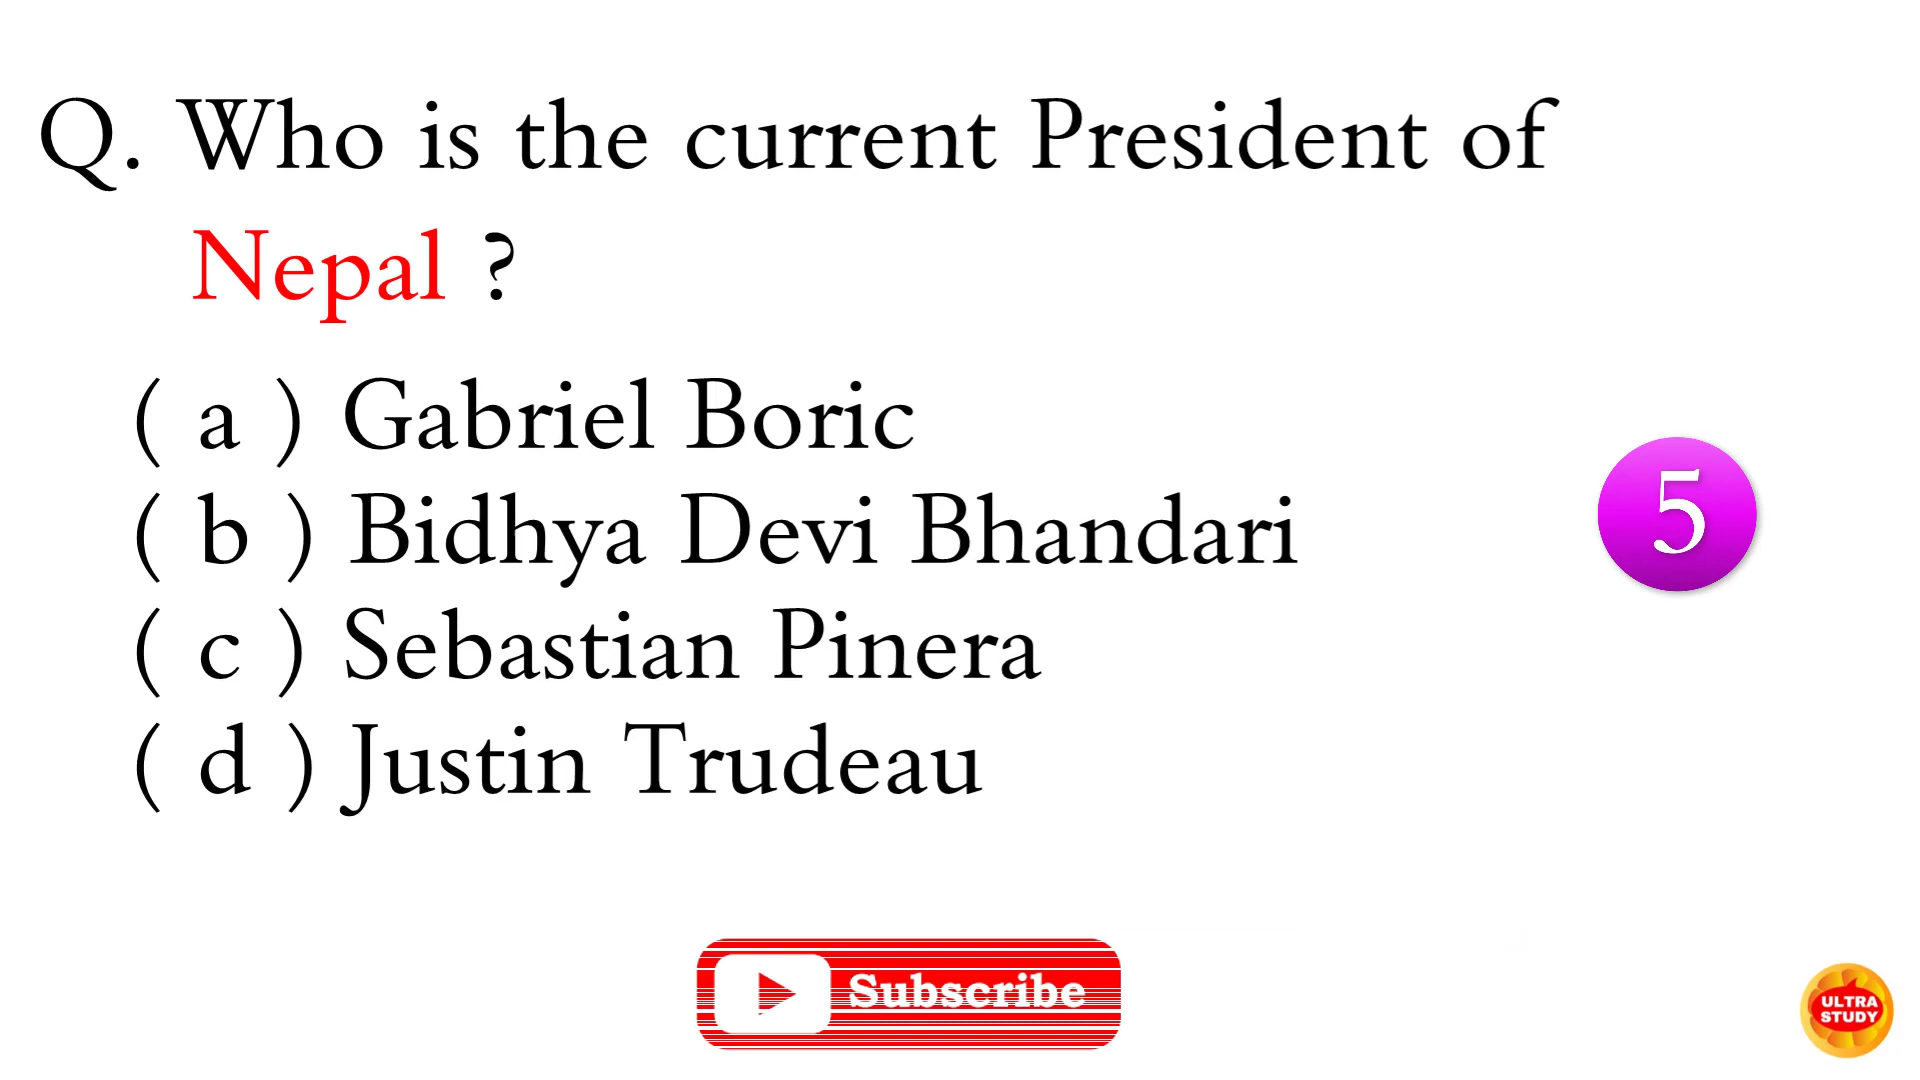 Q. Who is the current President of
Nepal ?
( a ) Gabriel Boric
( b ) Bidhya Devi Bhandari
( c ) Sebastian Pinera
( d ) Justin Trudeau
5
Subscribe
ULTRA
STUDY